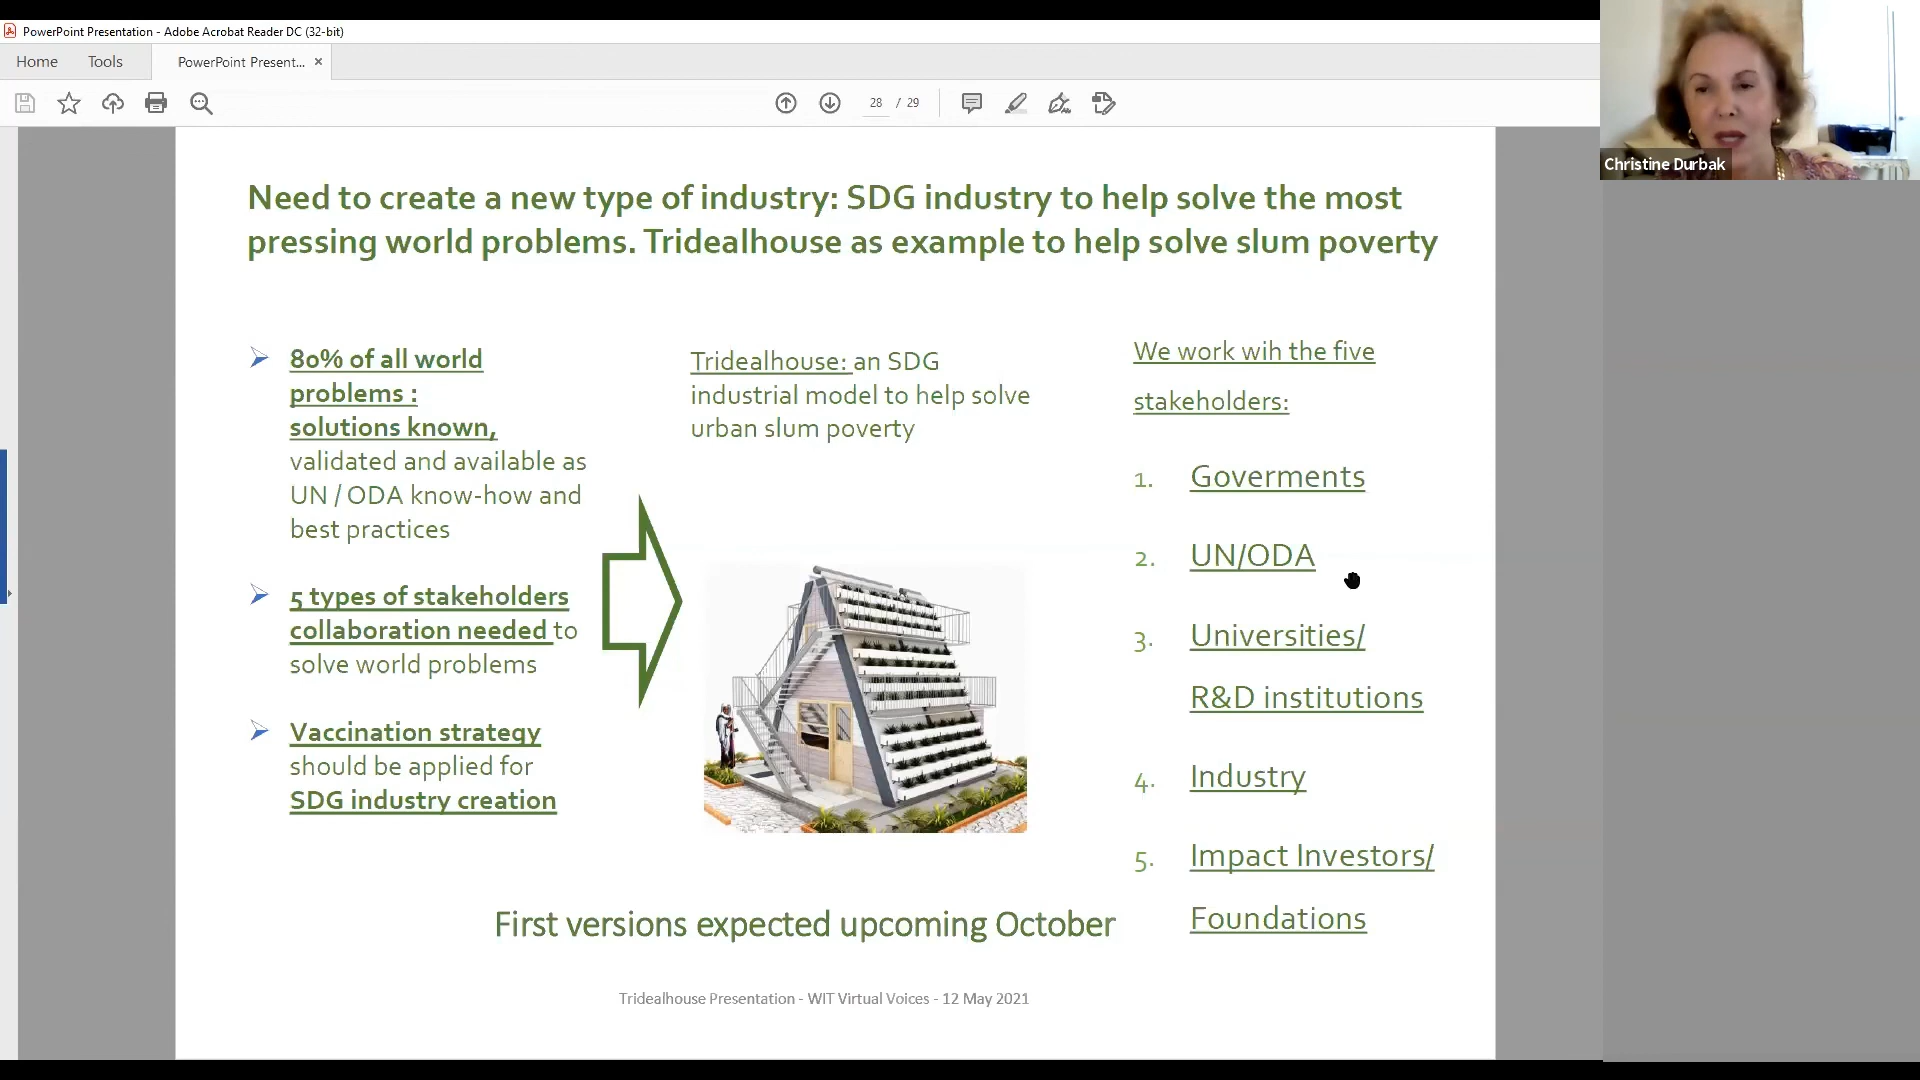 PowerPoint Presentation - Adobe Acrobat Reader DC (32-bit)
Home
Tools
PowerPoint Present... ×
28 / 29
Christine Durbak
Need to create a new type of industry: SDG industry to help solve the most
pressing world problems. Tridealhouse as example to help solve slum poverty
80% of all world
problems :
solutions known,
validated and available as
UN / ODA know-how and
best practices
5 types of stakeholders
collaboration needed to
solve world problems
Vaccination strategy
should be applied for
SDG industry creation
Tridealhouse: an SDG
industrial model to help solve
urban slum poverty
We work wih the five
stakeholders:
1. Goverments
2. UN/ODA
3. Universities/
R&D institutions
4. Industry
5. Impact Investors/
Foundations
First versions expected upcoming October
Tridealhouse Presentation - WIT Virtual Voices - 12 May 2021